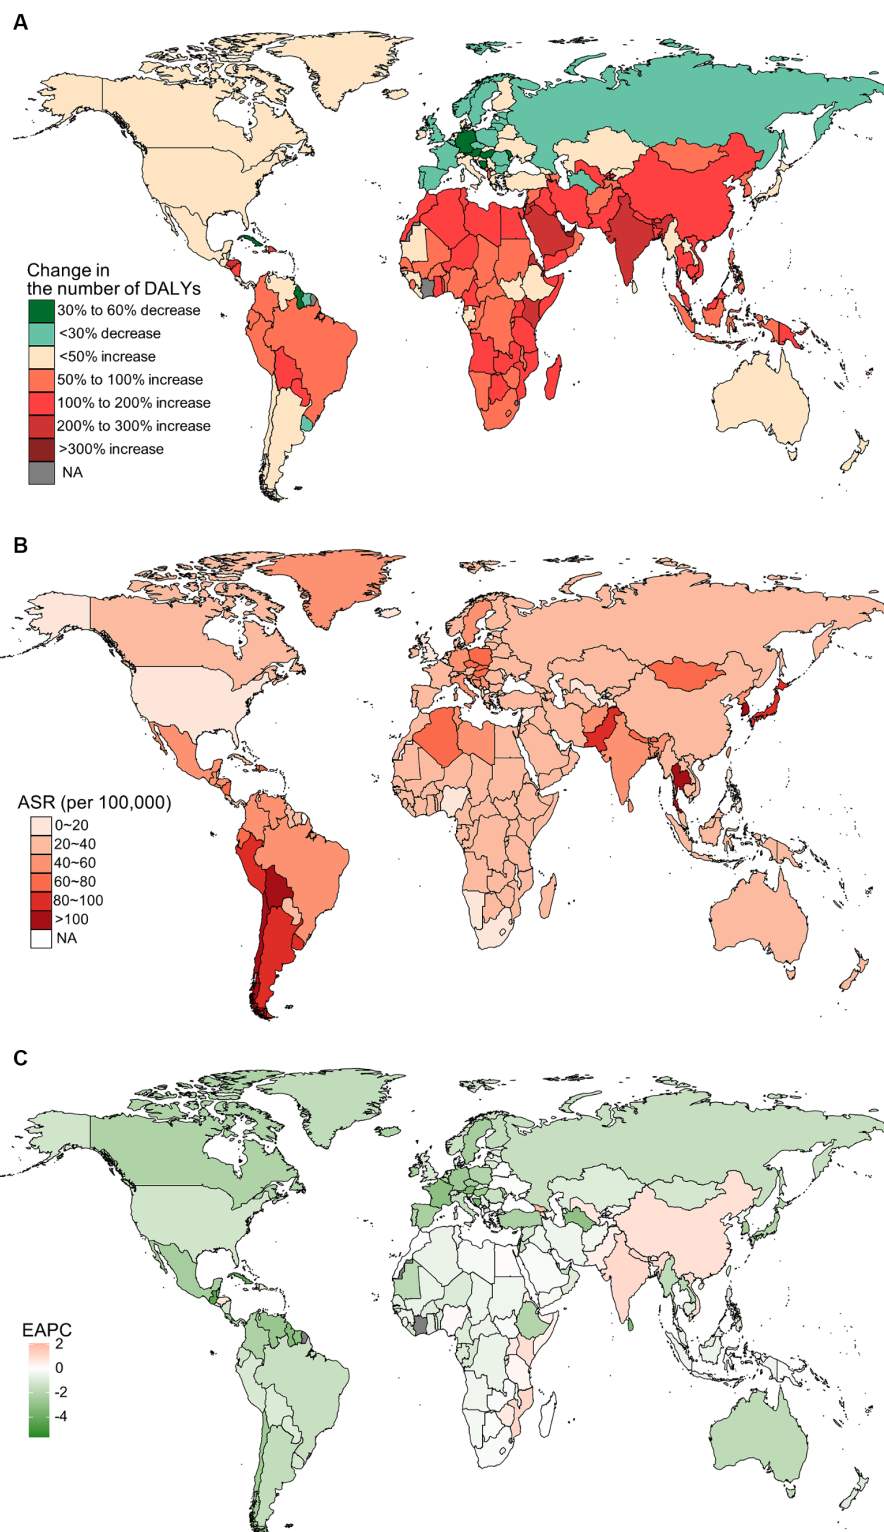 A
Change in
the number of DALYs
30% to 60% decrease
<30% decrease
<50% increase
50% to 100% increase
100% to 200% increase
200% to 300% increase
>300% increase
NA
B
ASR (per 100,000)
0~20
20~40
40~60
60~80
80~100
>100
NA
C
EAPC
2
0
-2
-4